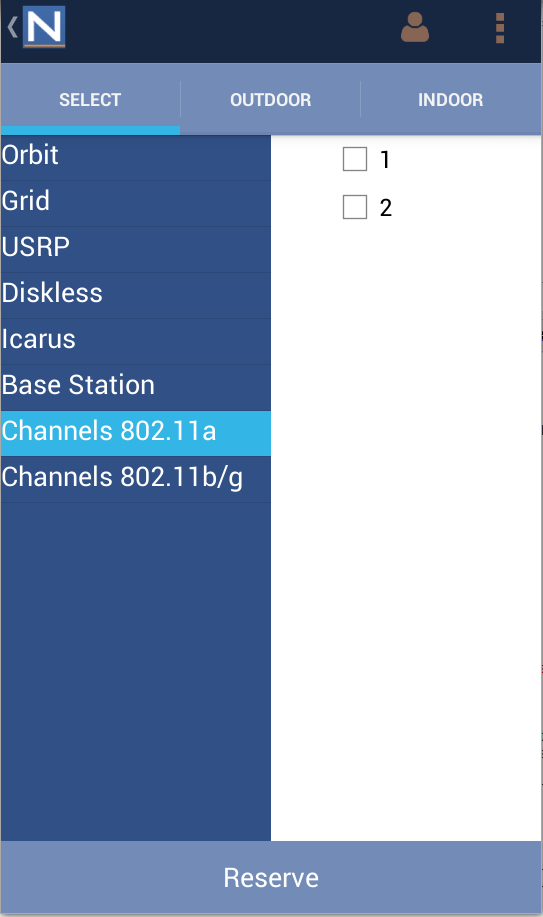 N
SELECT
OUTDOOR
INDOOR
Orbit
Grid
USRP
Diskless
Icarus
Base Station
Channels 802.11a
Channels 802.11b/g
1
2
Reserve